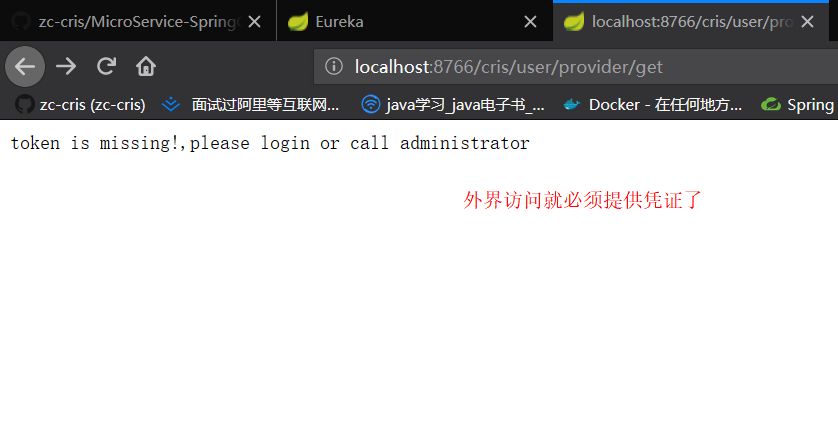 zc-cris/MicroService-Spring
Eureka
localhost:8766/cris/user/pro
localhost:8766/cris/user/provider/get
zc-cris (zc-cris)
面试过阿里等互联网...
java学习_java电子书_...
Docker - 在任何地方...
Spring
token is missing!,please login or call administrator
外界访问就必须提供凭证了